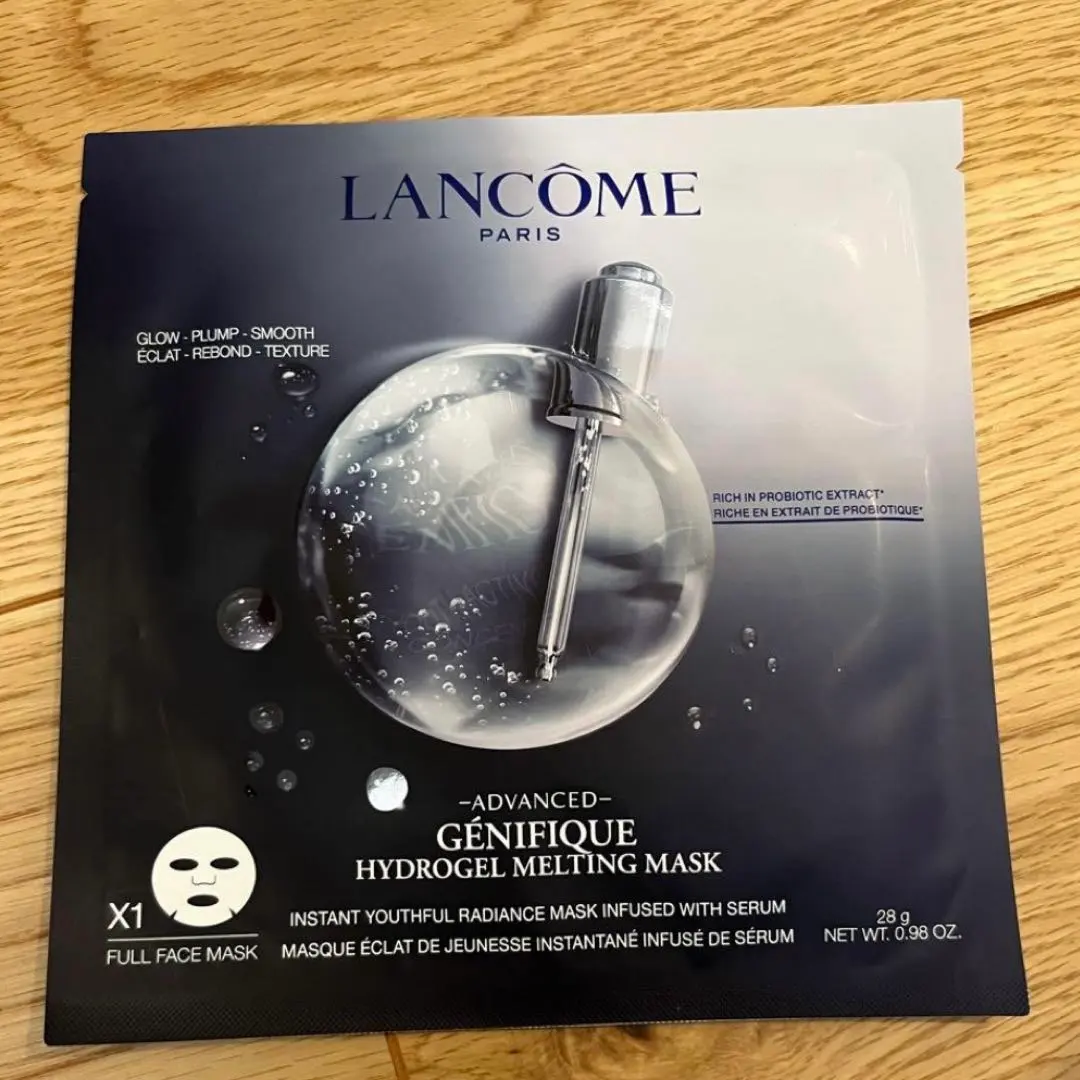 LANCÔME
PARIS
GLOW - PLUMP - SMOOTH
ÉCLAT - REBOND - TEXTURE
RICH IN PROBIOTIC EXTRACT*
RICHE EN EXTRAIT DE PROBIOTIQUE*
-ADVANCED-
GÉNIFIQUE
HYDROGEL MELTING MASK
X1
FULL FACE MASK
INSTANT YOUTHFUL RADIANCE MASK INFUSED WITH SERUM
MASQUE ÉCLAT DE JEUNESSE INSTANTANÉ INFUSÉ DE SÉRUM
28 g
NET WT. 0.98 OZ.